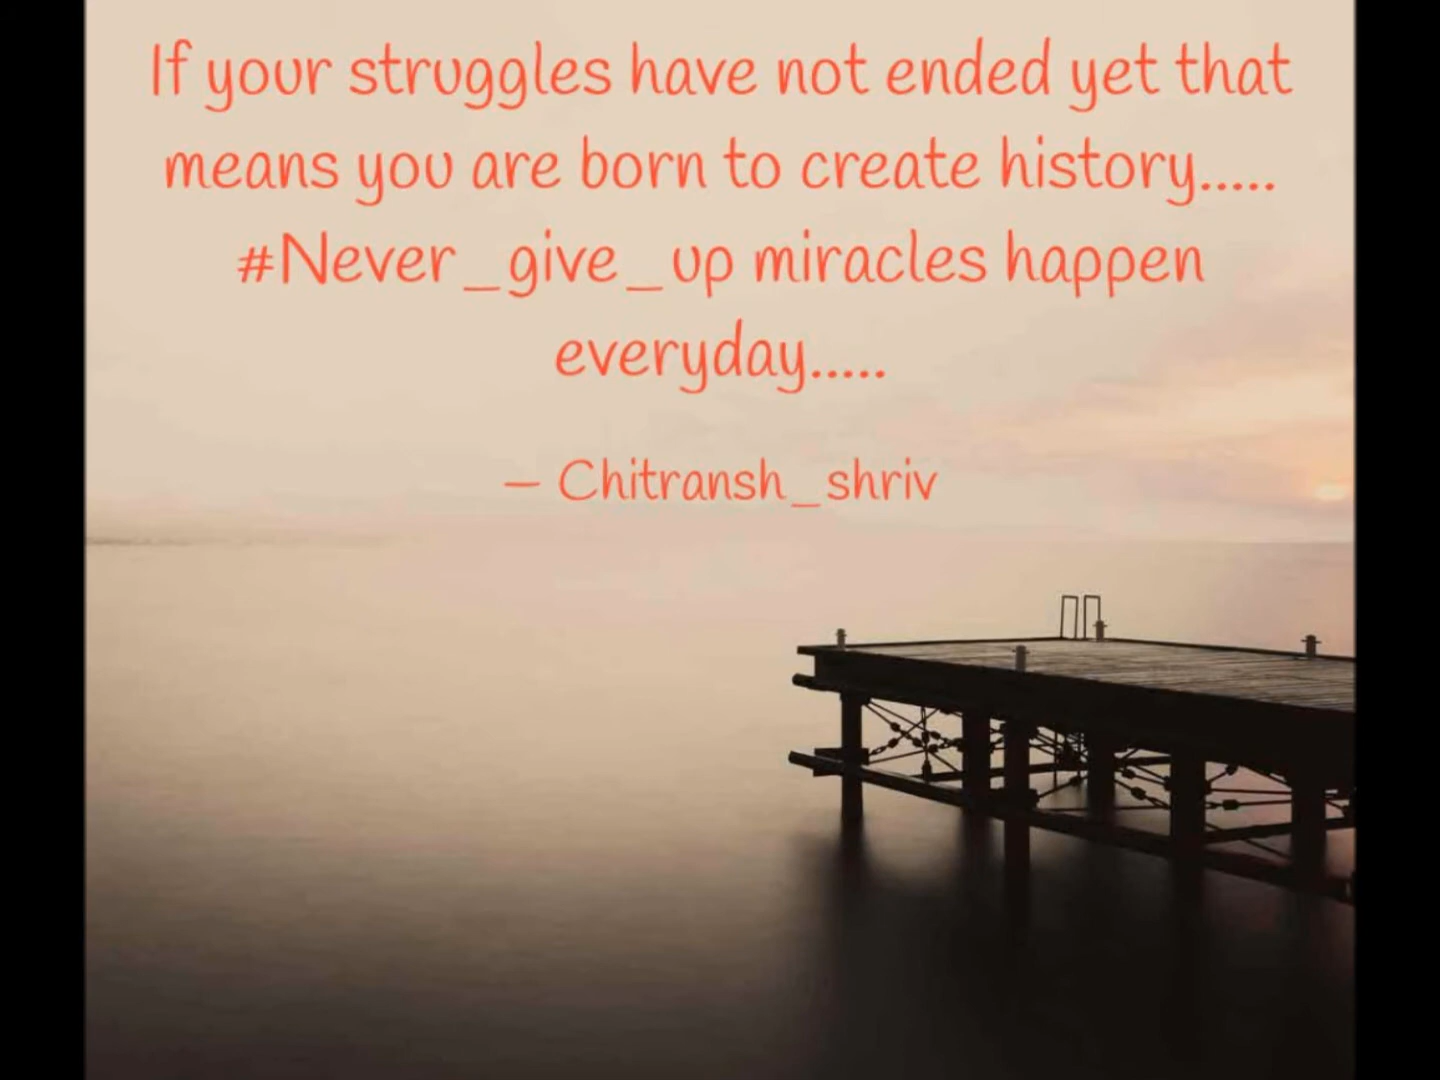 If your struggles have not ended yet that
means you are born to create history.....
#Never_give_up miracles happen
everyday.....
– Chitransh_shriv